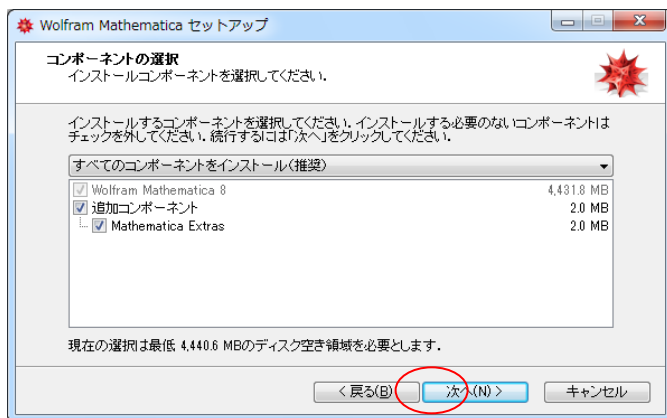 Wolfram Mathematica セットアップ
コンポーネントの選択
インストールコンポーネントを選択してください.
インストールするコンポーネントを選択してください. インストールする必要のないコンポーネントは
チェックを外してください. 続行するには「次へ」をクリックしてください.
すべてのコンポーネントをインストール(推奨)
Wolfram Mathematica 8 4,431.8 MB
追加コンポーネント 2.0 MB
Mathematica Extras 2.0 MB
現在の選択は最低 4,440.6 MBのディスク空き領域を必要とします.
< 戻る(B) 次へ(N) > キャンセル